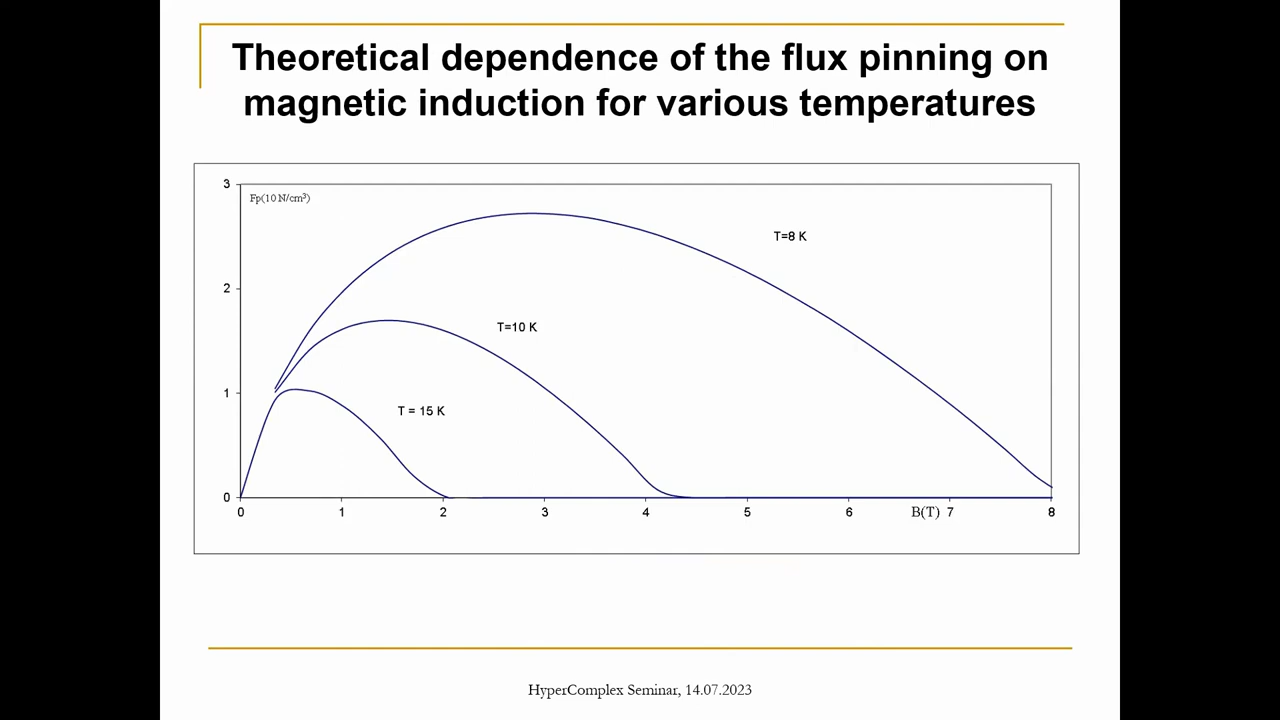 Theoretical dependence of the flux pinning on
magnetic induction for various temperatures
3
Fp(10 N/cm³)
T=8 K
2
T=10 K
1
T = 15 K
0
0 1 2 3 4 5 6 B(T) 7 8
HyperComplex Seminar, 14.07.2023